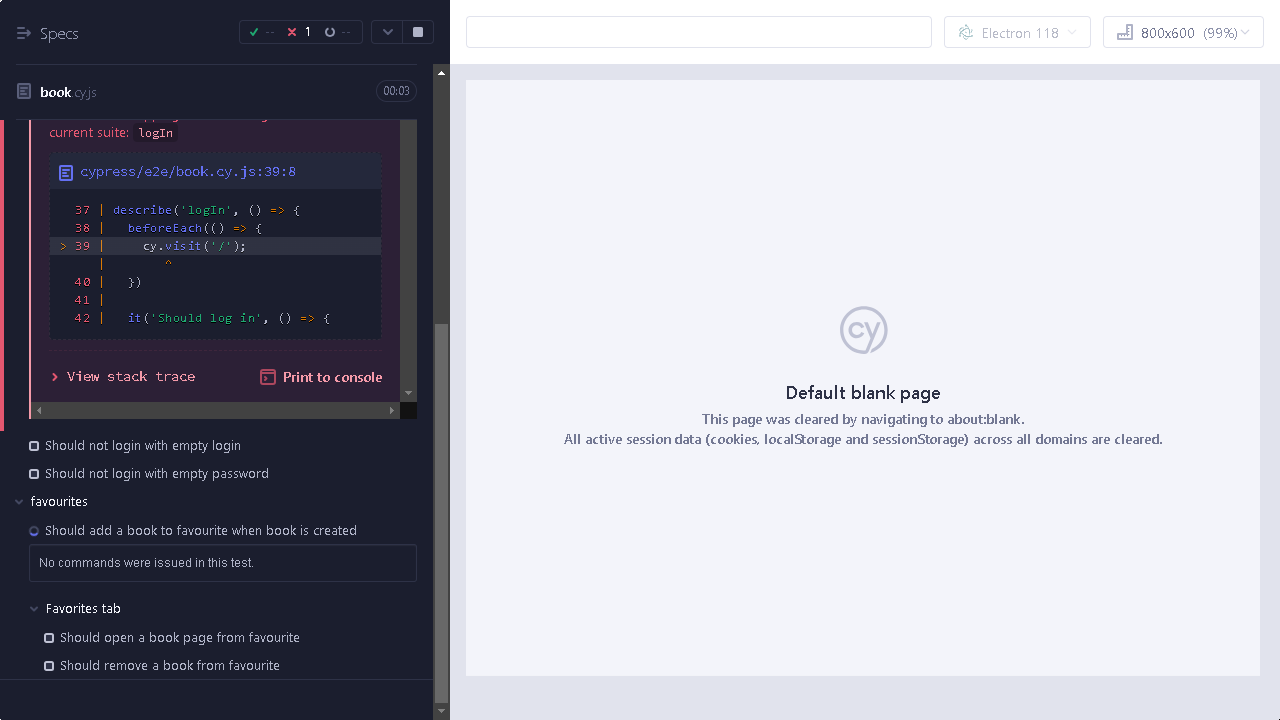 Specs
--
1
--
Electron 118
800x600 (99%)
book.cy.js
00:03
current suite: logIn
cypress/e2e/book.cy.js:39:8
37 | describe('logIn', () => {
38 |   beforeEach(() => {
> 39 |     cy.visit('/');
|        ^
40 |   })
41 |
42 |   it('Should log in', () => {
View stack trace
Print to console
Should not login with empty login
Should not login with empty password
favourites
Should add a book to favourite when book is created
No commands were issued in this test.
Favorites tab
Should open a book page from favourite
Should remove a book from favourite
cy
Default blank page
This page was cleared by navigating to about:blank.
All active session data (cookies, localStorage and sessionStorage) across all domains are cleared.